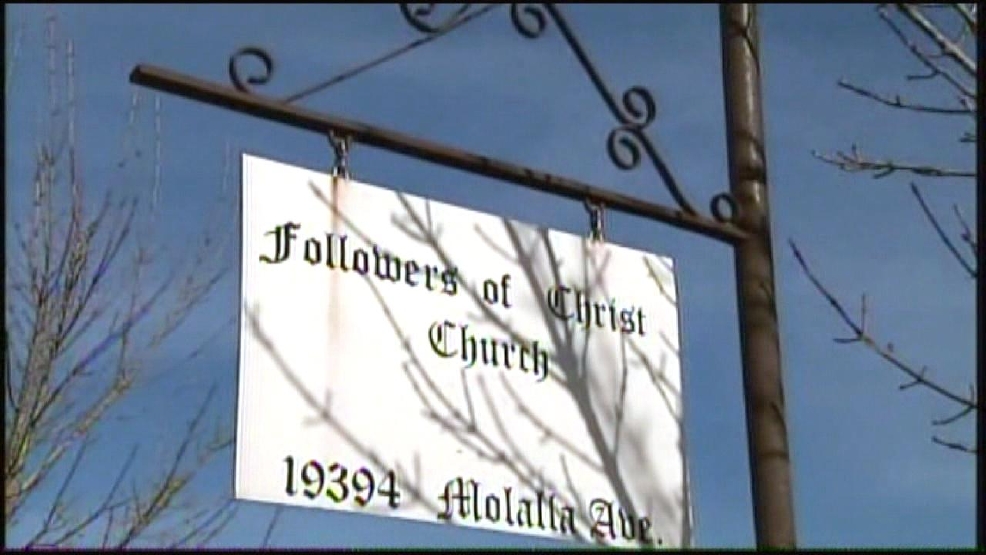 Followers of Christ
Church
19394 Molalla Ave.